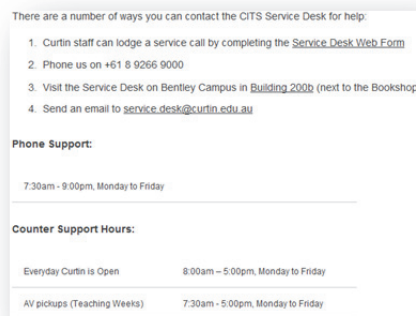 There are a number of ways you can contact the CITS Service Desk for help:
1. Curtin staff can lodge a service call by completing the Service Desk Web Form
2. Phone us on +61 8 9266 9000
3. Visit the Service Desk on Bentley Campus in Building 200b (next to the Bookshop
4. Send an email to service.desk@curtin.edu.au
Phone Support:
7:30am - 9:00pm, Monday to Friday
Counter Support Hours:
Everyday Curtin is Open 8:00am – 5:00pm, Monday to Friday
AV pickups (Teaching Weeks) 7:30am - 5:00pm, Monday to Friday